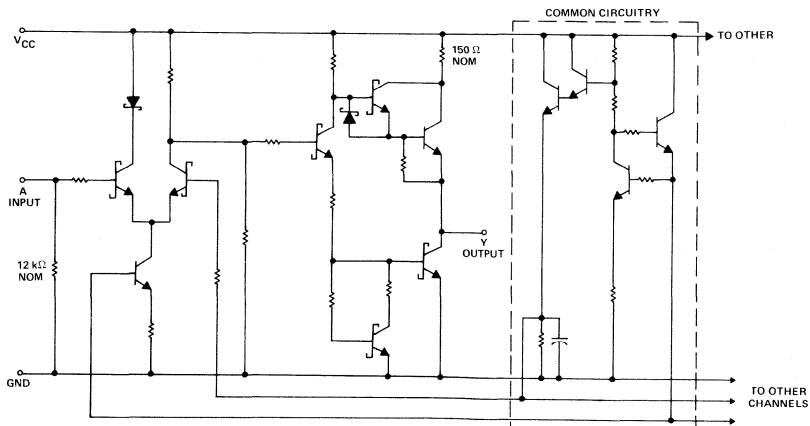 COMMON CIRCUITRY
VCC
TO OTHER
150 Ω
NOM
A
INPUT
Y
OUTPUT
12 kΩ
NOM
GND
TO OTHER
CHANNELS